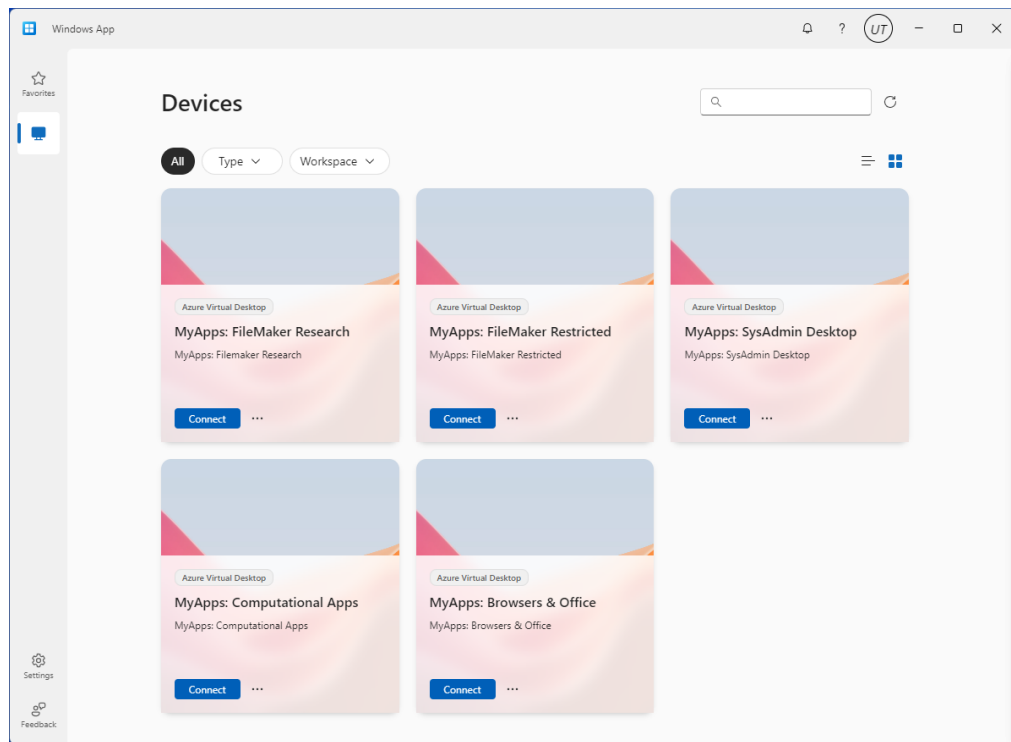 Windows App
?
UT
Favorites
Devices
All
Type
Workspace
Azure Virtual Desktop
MyApps: FileMaker Research
MyApps: Filemaker Research
Connect
Azure Virtual Desktop
MyApps: FileMaker Restricted
MyApps: FileMaker Restricted
Connect
Azure Virtual Desktop
MyApps: SysAdmin Desktop
MyApps: SysAdmin Desktop
Connect
Azure Virtual Desktop
MyApps: Computational Apps
MyApps: Computational Apps
Connect
Azure Virtual Desktop
MyApps: Browsers & Office
MyApps: Browsers & Office
Connect
Settings
Feedback